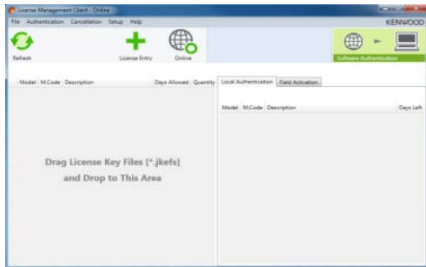 License Management Client - Online
File Authentication Cancellation Setup Help
KENWOOD
Refresh
License Entry
Online
Software Authentication
Model M.Code Description Days Allowed Quantity
Local Authentication Field Activation
Model M.Code Description Days Left
Drag License Key Files [*.jkefs]
and Drop to This Area